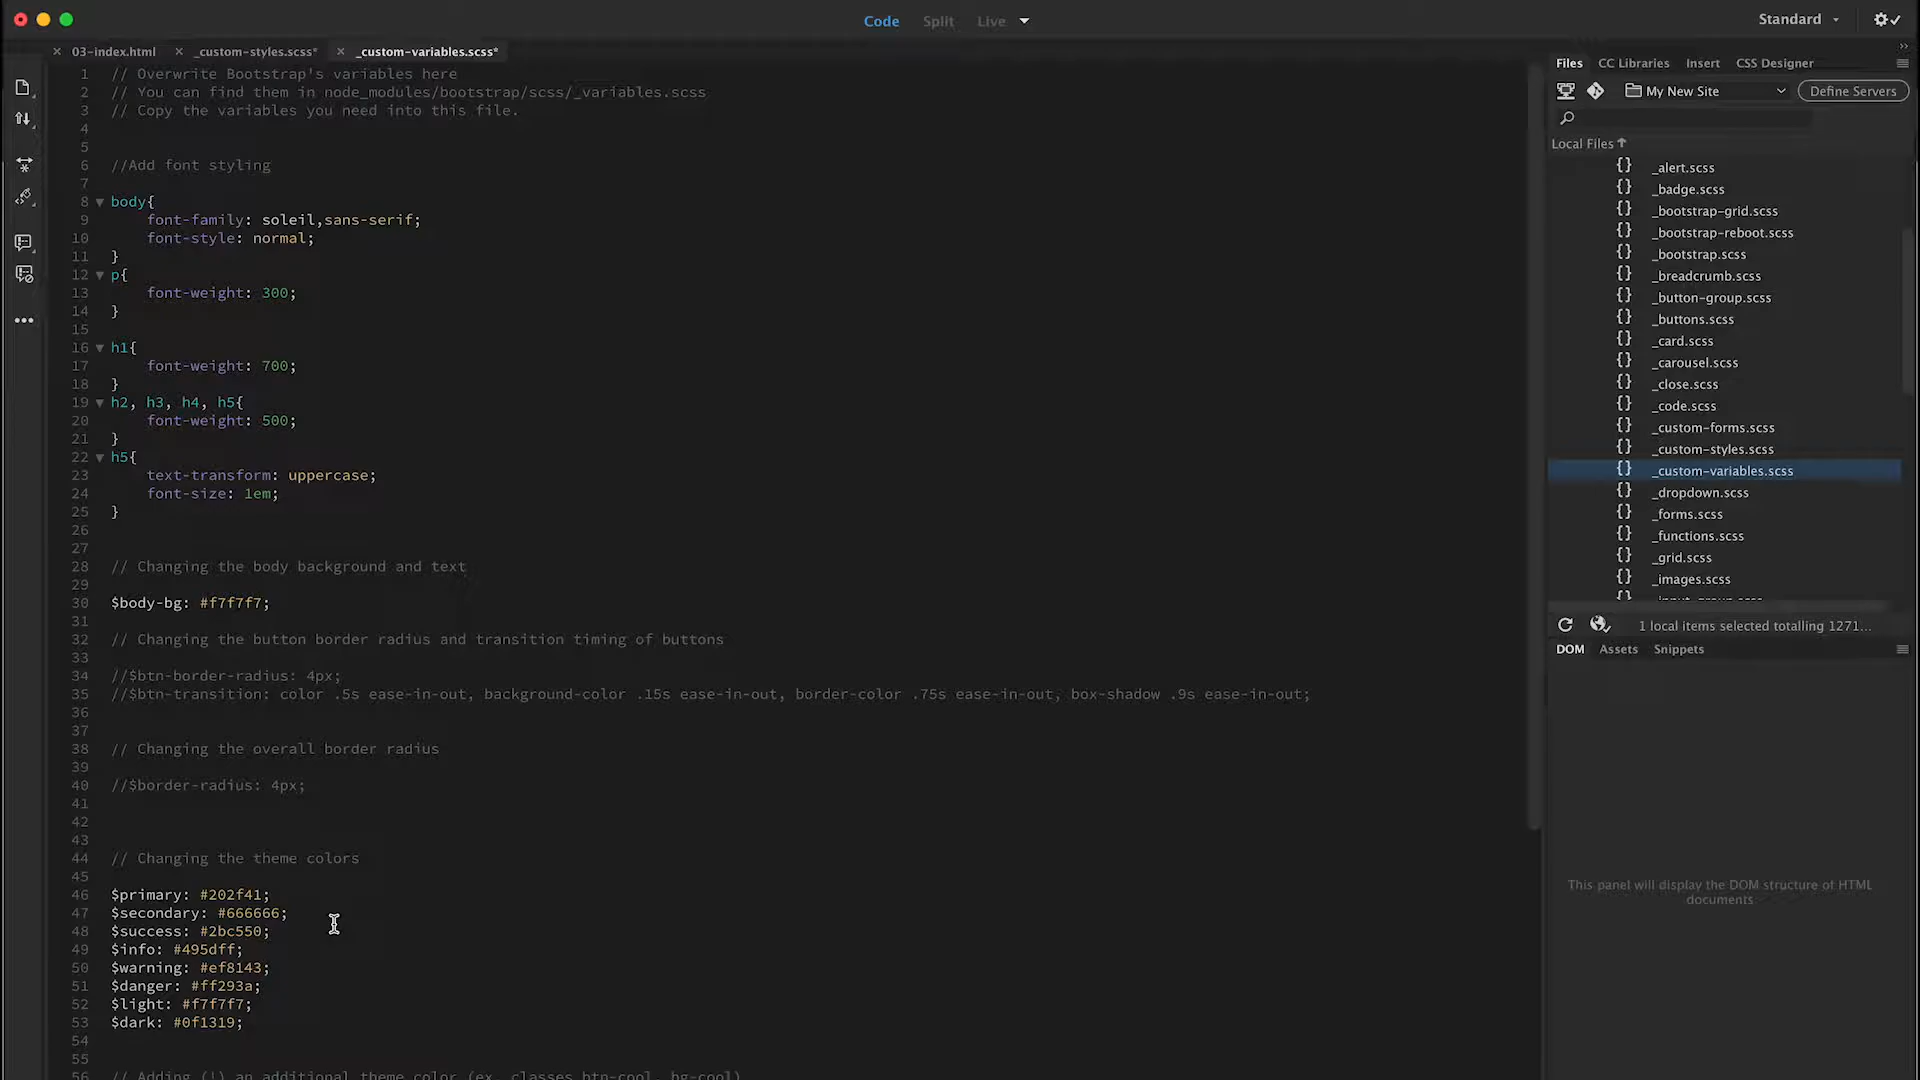 Code Split Live
Standard
03-index.html _custom-styles.scss* _custom-variables.scss*
1 // Overwrite Bootstrap's variables here
2 // You can find them in node_modules/bootstrap/scss/_variables.scss
3 // Copy the variables you need into this file.
4
5
6 //Add font styling
7
8 body{
9 font-family: soleil,sans-serif;
10 font-style: normal;
11 }
12 p{
13 font-weight: 300;
14 }
15
16 h1{
17 font-weight: 700;
18 }
19 h2, h3, h4, h5{
20 font-weight: 500;
21 }
22 h5{
23 text-transform: uppercase;
24 font-size: 1em;
25 }
26
27
28 // Changing the body background and text
29
30 $body-bg: #f7f7f7;
31
32 // Changing the button border radius and transition timing of buttons
33
34 //$btn-border-radius: 4px;
35 //$btn-transition: color .5s ease-in-out, background-color .15s ease-in-out, border-color .75s ease-in-out, box-shadow .9s ease-in-out;
36
37
38 // Changing the overall border radius
39
40 //$border-radius: 4px;
41
42
43
44 // Changing the theme colors
45
46 $primary: #202f41;
47 $secondary: #666666;
48 $success: #2bc550;
49 $info: #495dff;
50 $warning: #ef8143;
51 $danger: #ff293a;
52 $light: #f7f7f7;
53 $dark: #0f1319;
54
55
56 // Adding (!) an additional theme color (ex. classes btn-cool, bg-cool)
Files CC Libraries Insert CSS Designer
My New Site Define Servers
Local Files
{} _alert.scss
{} _badge.scss
{} _bootstrap-grid.scss
{} _bootstrap-reboot.scss
{} _bootstrap.scss
{} _breadcrumb.scss
{} _button-group.scss
{} _buttons.scss
{} _card.scss
{} _carousel.scss
{} _close.scss
{} _code.scss
{} _custom-forms.scss
{} _custom-styles.scss
{} _custom-variables.scss
{} _dropdown.scss
{} _forms.scss
{} _functions.scss
{} _grid.scss
{} _images.scss
{} _input-group.scss
1 local items selected totalling 1271...
DOM Assets Snippets
This panel will display the DOM structure of HTML
documents